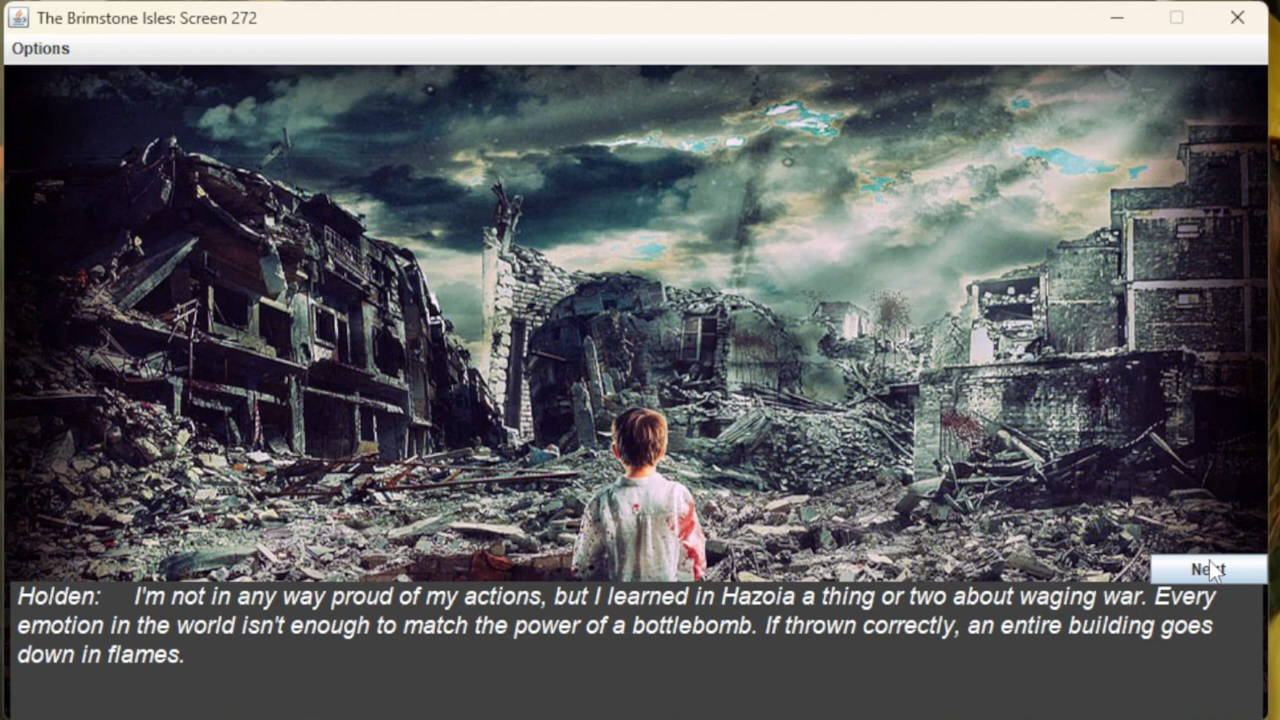 The Brimstone Isles: Screen 272
Options
Holden: I'm not in any way proud of my actions, but I learned in Hazoia a thing or two about waging war. Every
emotion in the world isn't enough to match the power of a bottlebomb. If thrown correctly, an entire building goes
down in flames.